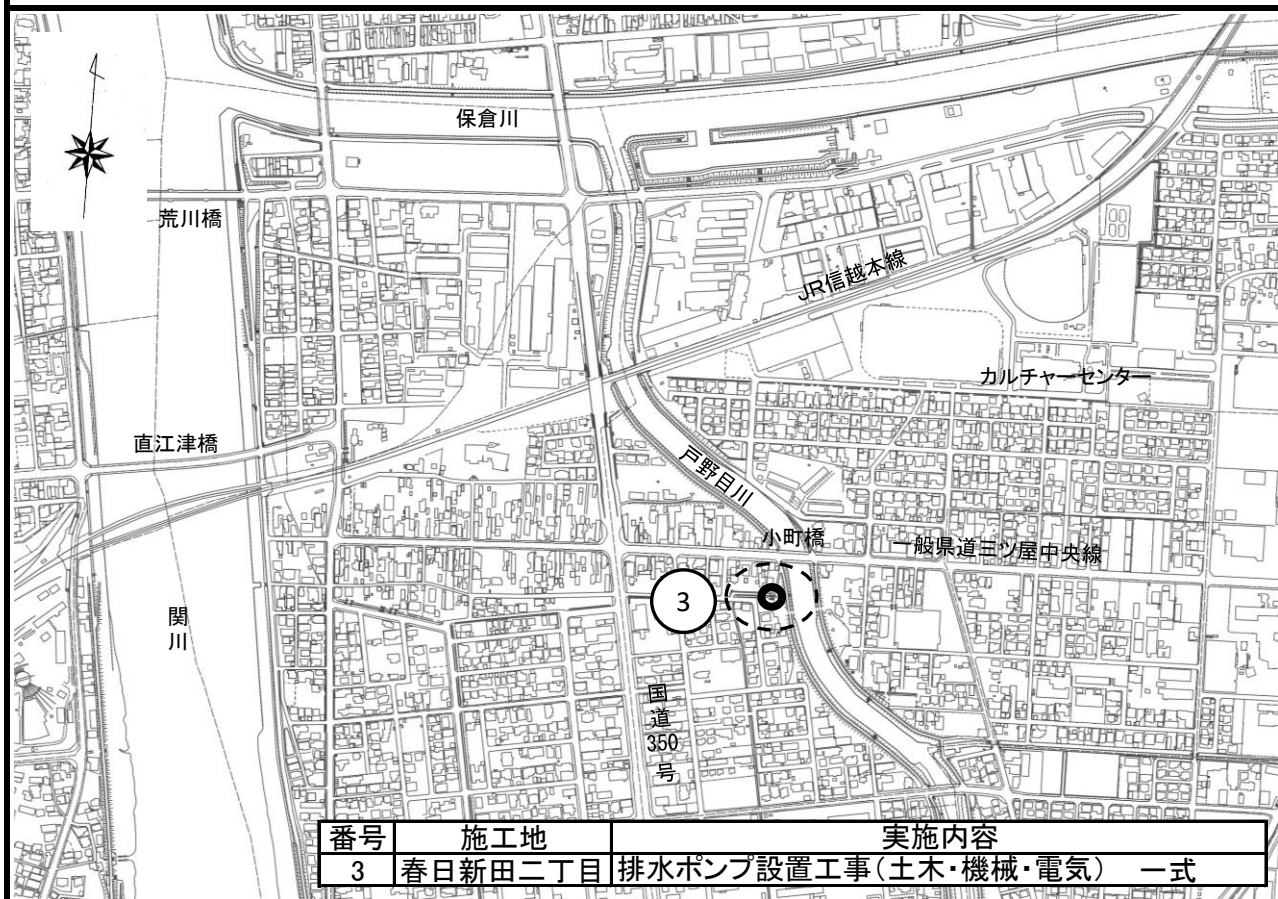 保倉川
荒川橋
JR信越本線
カルチャーセンター
直江津橋
戸野目川
小町橋
一般県道三ツ屋中央線
3
関川
国道350号
番号 施工地 実施内容
3 春日新田二丁目 排水ポンプ設置工事(土木・機械・電気) 一式